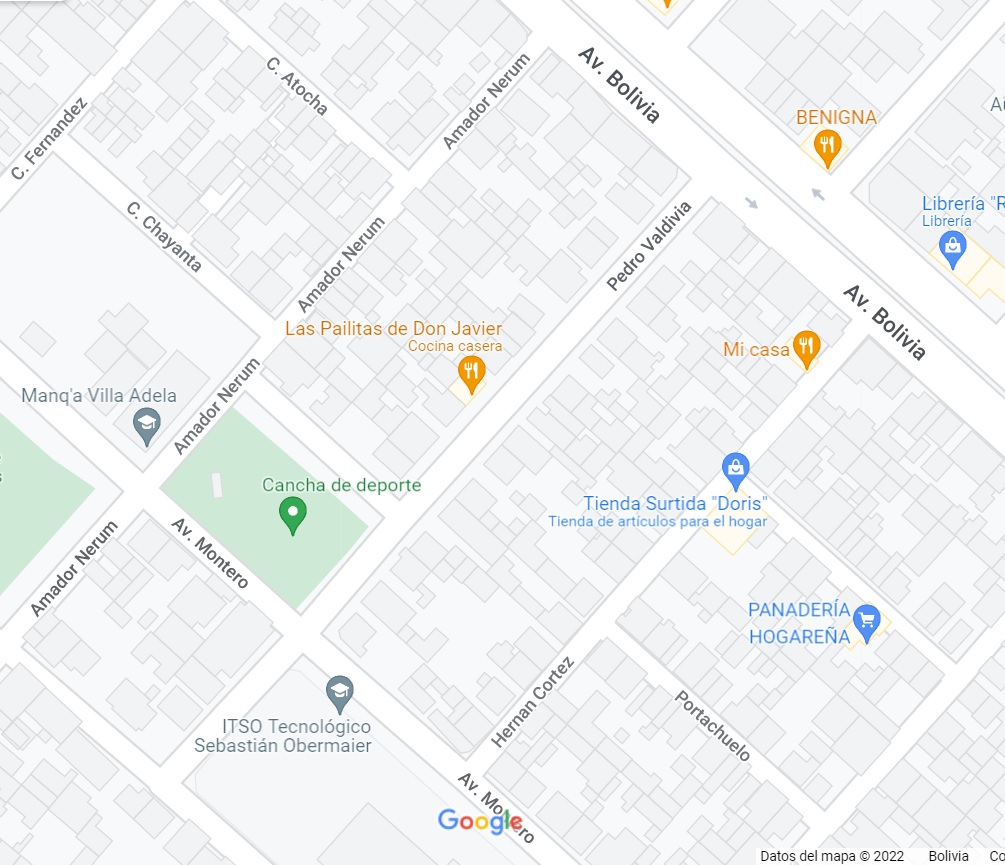 Av. Bolivia
C. Atocha
Amador Nerum
C. Fernandez
BENIGNA
Librería "R
Librería
C. Chayanta
Pedro Valdivia
Amador Nerum
Av. Bolivia
Las Pailitas de Don Javier
Cocina casera
Mi casa
Manq'a Villa Adela
Amador Nerum
Cancha de deporte
Tienda Surtida "Doris"
Tienda de artículos para el hogar
Av. Montero
Amador Nerum
PANADERÍA
HOGAREÑA
Hernan Cortez
Portachuelo
ITSO Tecnológico
Sebastián Obermaier
Av. Montero
Google
Datos del mapa © 2022 Bolivia Co